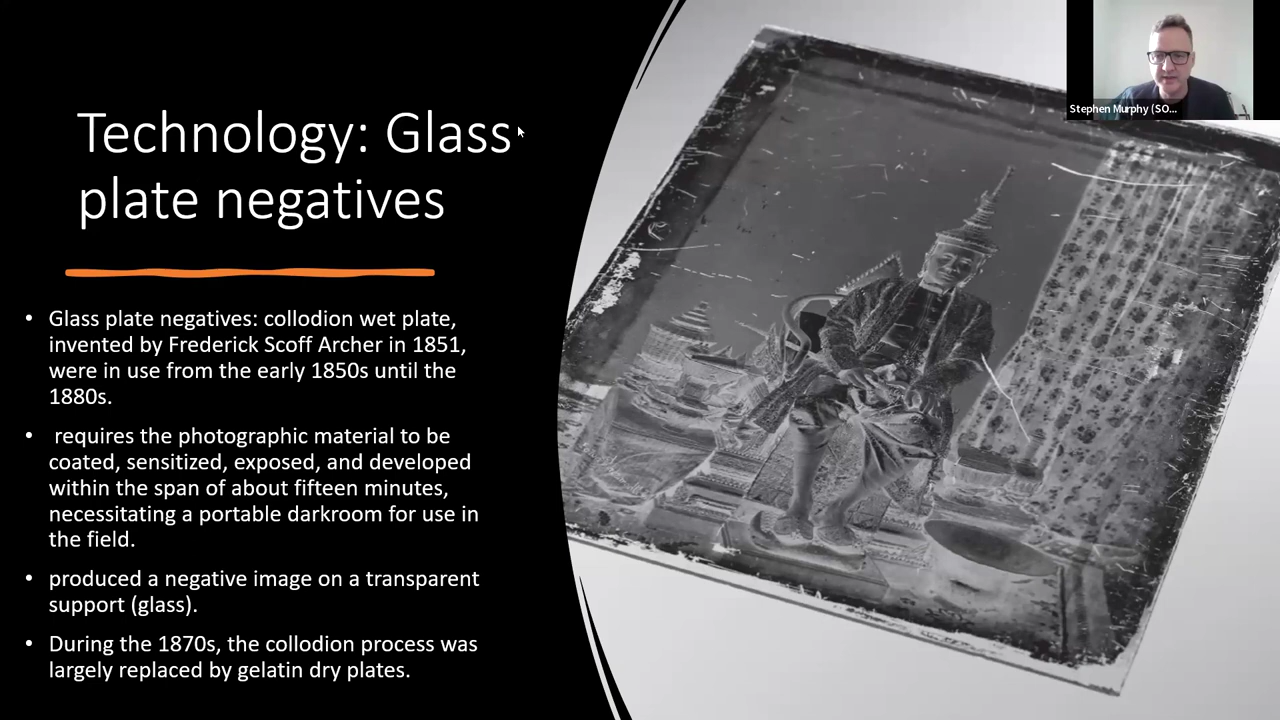 Stephen Murphy (SO...
Technology: Glass
plate negatives
• Glass plate negatives: collodion wet plate,
invented by Frederick Scoff Archer in 1851,
were in use from the early 1850s until the
1880s.
• requires the photographic material to be
coated, sensitized, exposed, and developed
within the span of about fifteen minutes,
necessitating a portable darkroom for use in
the field.
• produced a negative image on a transparent
support (glass).
• During the 1870s, the collodion process was
largely replaced by gelatin dry plates.